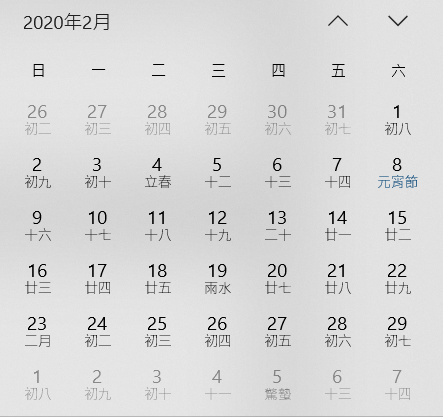 2020年2月
日 一 二 三 四 五 六
26 27 28 29 30 31 1
初二 初三 初四 初五 初六 初七 初八
2 3 4 5 6 7 8
初九 初十 立春 十二 十三 十四 元宵節
9 10 11 12 13 14 15
十六 十七 十八 十九 二十 廿一 廿二
16 17 18 19 20 21 22
廿三 廿四 廿五 雨水 廿七 廿八 廿九
23 24 25 26 27 28 29
二月 初二 初三 初四 初五 初六 初七
1 2 3 4 5 6 7
初八 初九 初十 十一 驚蟄 十三 十四